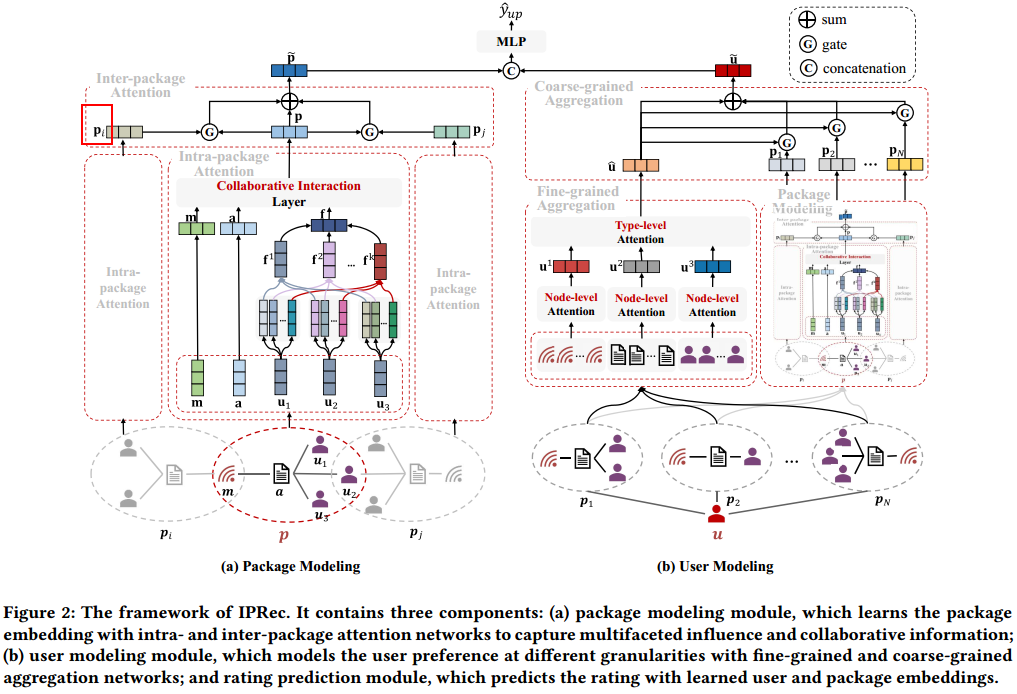 ŷ_up
MLP
sum
gate
concatenation
G
C
C
p̃
ũ
Inter-package
Attention
Coarse-grained
Aggregation
p_i
G
p
G
p_j
G
G
G
p_1
p_2
...
p_N
û
Intra-package
Attention
Collaborative Interaction
Layer
m
a
f
f^1
f^2
...
f^k
Intra-
package
Attention
Intra-
package
Attention
...
...
...
m
a
u_1
u_2
u_3
Fine-grained
Aggregation
Type-level
Attention
u^1
u^2
u^3
Node-level
Attention
Node-level
Attention
Node-level
Attention
...
...
...
Package
Modeling
Collaborative Interaction
Layer
m
a
u_1
u_2
u_3
p_i
p
p_j
p_1
p_2
...
p_N
u
(a) Package Modeling
(b) User Modeling
Figure 2: The framework of IPRec. It contains three components: (a) package modeling module, which learns the package
embedding with intra- and inter-package attention networks to capture multifaceted influence and collaborative information;
(b) user modeling module, which models the user preference at different granularities with fine-grained and coarse-grained
aggregation networks; and rating prediction module, which predicts the rating with learned user and package embeddings.